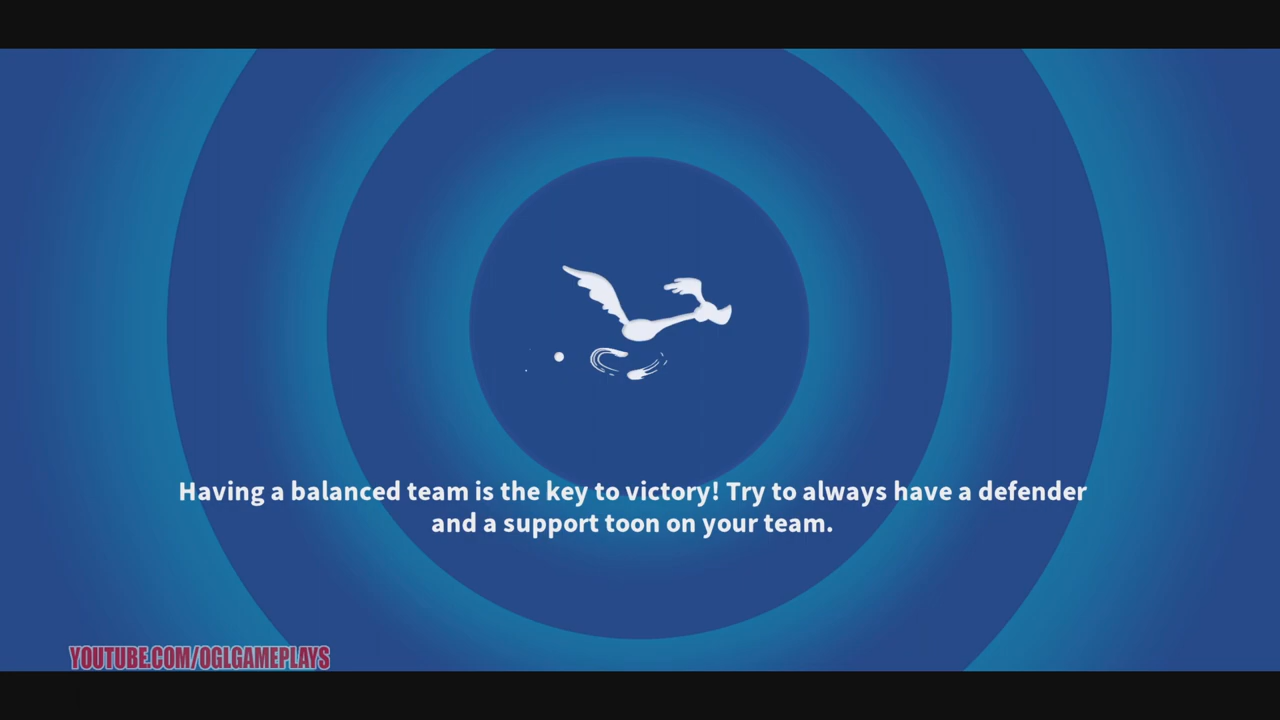 Having a balanced team is the key to victory! Try to always have a defender
and a support toon on your team.
YOUTUBE.COM/OGLGAMEPLAYS